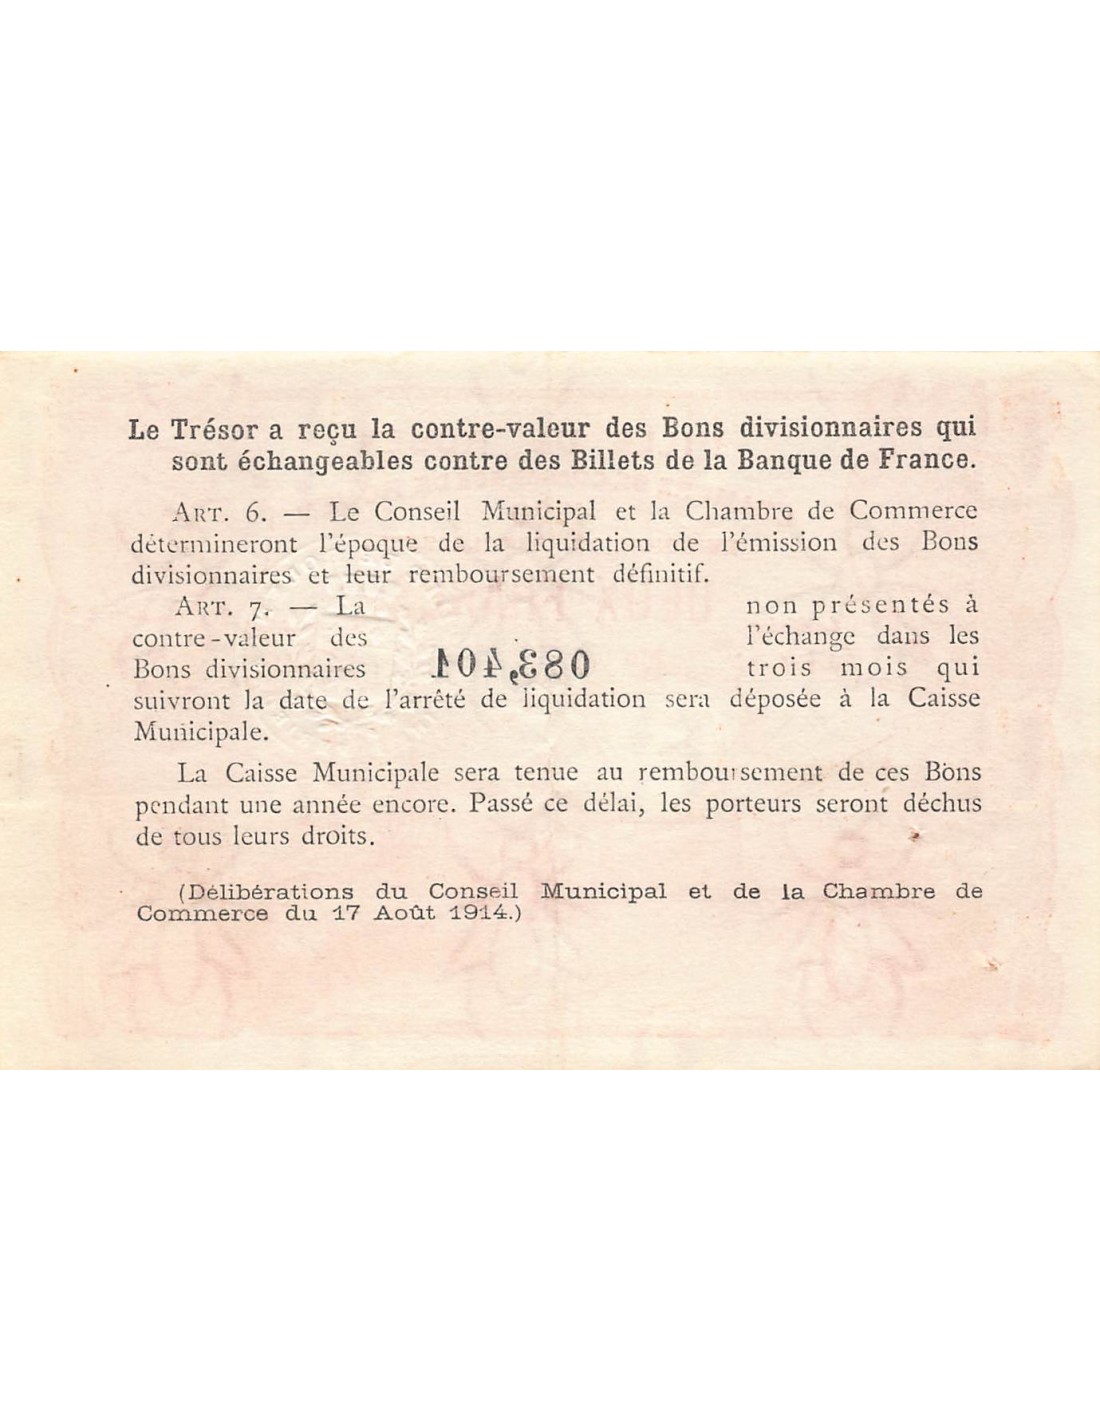 Le Trésor a reçu la contre-valeur des Bons divisionnaires qui
sont échangeables contre des Billets de la Banque de France.
ART. 6. — Le Conseil Municipal et la Chambre de Commerce
détermineront l'époque de la liquidation de l'émission des Bons
divisionnaires et leur remboursement définitif.
ART. 7. — La non présentés à
contre-valeur des l'échange dans les
Bons divisionnaires 083,401 trois mois qui
suivront la date de l'arrêté de liquidation sera déposée à la Caisse
Municipale.
La Caisse Municipale sera tenue au remboursement de ces Bons
pendant une année encore. Passé ce délai, les porteurs seront déchus
de tous leurs droits.
(Délibérations du Conseil Municipal et de la Chambre de
Commerce du 17 Août 1914.)